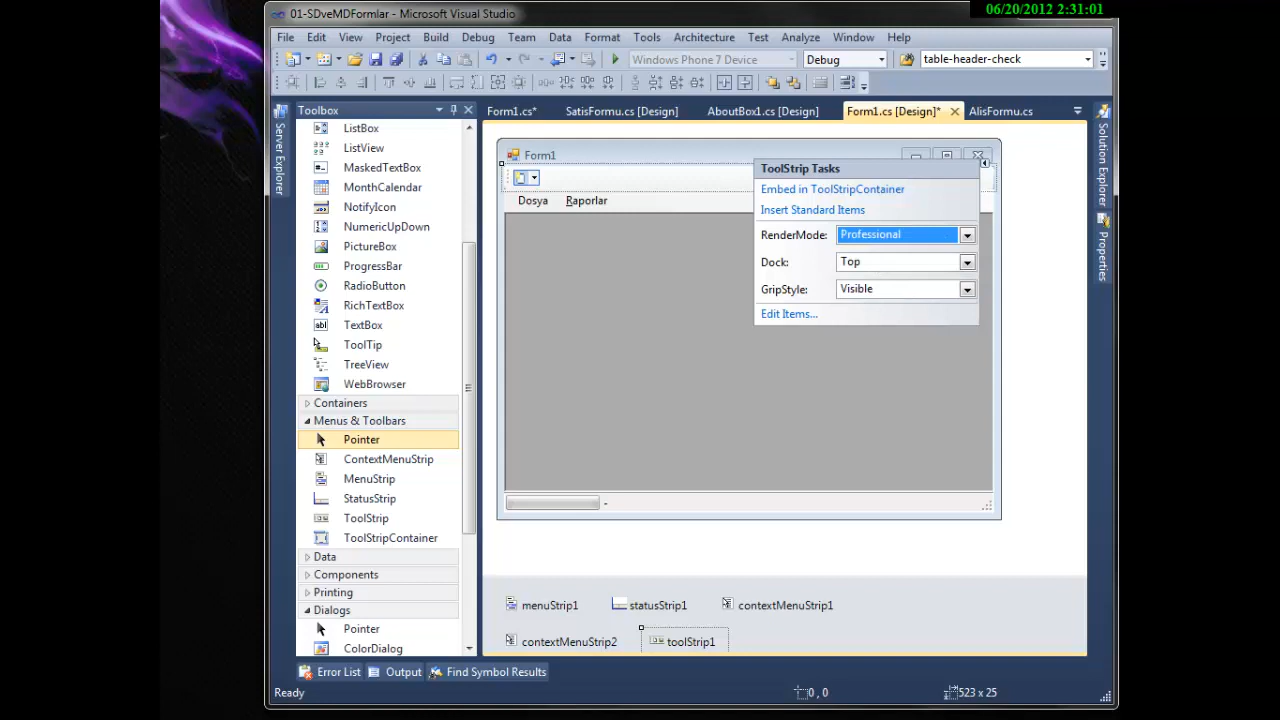 06/20/2012 2:31:01
01-SDveMDFormlar - Microsoft Visual Studio
File Edit View Project Build Debug Team Data Format Tools Architecture Test Analyze Window Help
Windows Phone 7 Device Debug table-header-check
Toolbox
Form1.cs* SatisFormu.cs [Design] AboutBox1.cs [Design] Form1.cs [Design]* AlisFormu.cs
Server Explorer
Solution Explorer
Properties
ListBox
ListView
MaskedTextBox
MonthCalendar
NotifyIcon
NumericUpDown
PictureBox
ProgressBar
RadioButton
RichTextBox
TextBox
ToolTip
TreeView
WebBrowser
Containers
Menus & Toolbars
Pointer
ContextMenuStrip
MenuStrip
StatusStrip
ToolStrip
ToolStripContainer
Data
Components
Printing
Dialogs
Pointer
ColorDialog
Form1
Dosya Raporlar
ToolStrip Tasks
Embed in ToolStripContainer
Insert Standard Items
RenderMode: Professional
Dock: Top
GripStyle: Visible
Edit Items...
menuStrip1 statusStrip1 contextMenuStrip1
contextMenuStrip2 toolStrip1
Error List Output Find Symbol Results
Ready 0 , 0 523 x 25